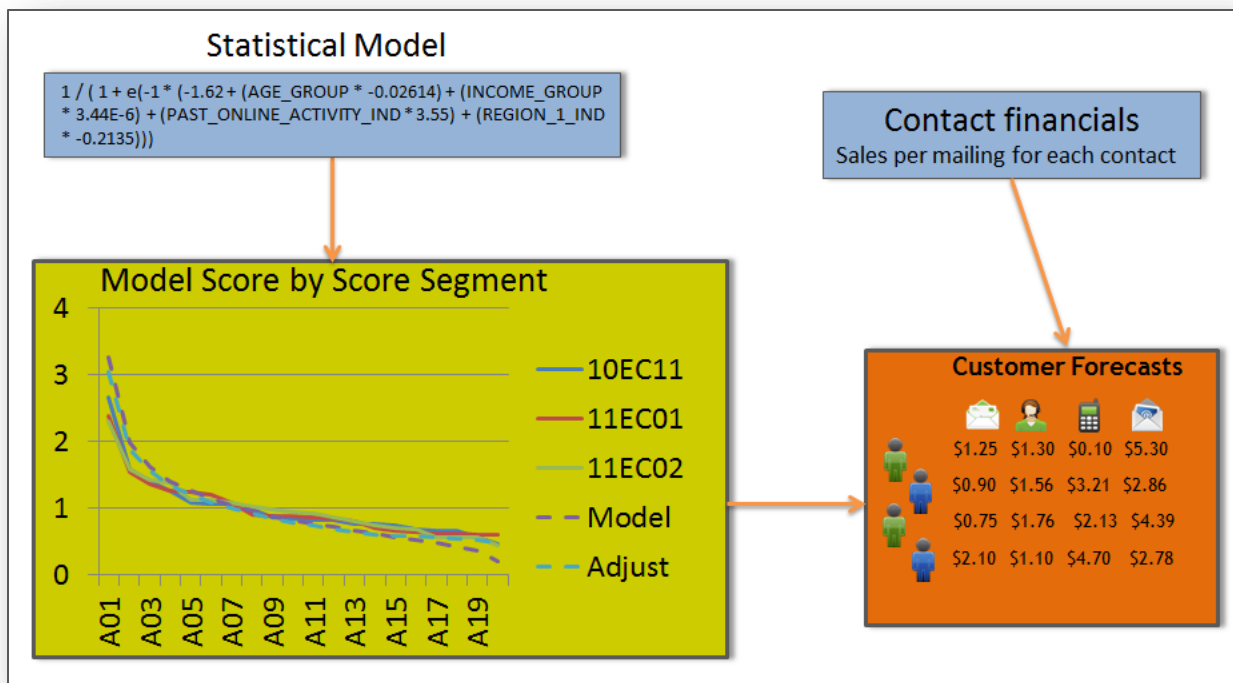 Statistical Model
1 / ( 1 + e(-1 * (-1.62 + (AGE_GROUP * -0.02614) + (INCOME_GROUP
* 3.44E-6) + (PAST_ONLINE_ACTIVITY_IND * 3.55) + (REGION_1_IND
* -0.2135)))
Contact financials
Sales per mailing for each contact
Model Score by Score Segment
4
3
2
1
0
A01
A03
A05
A07
A09
A11
A13
A15
A17
A19
10EC11
11EC01
11EC02
Model
Adjust
Customer Forecasts
$1.25 $1.30 $0.10 $5.30
$0.90 $1.56 $3.21 $2.86
$0.75 $1.76 $2.13 $4.39
$2.10 $1.10 $4.70 $2.78